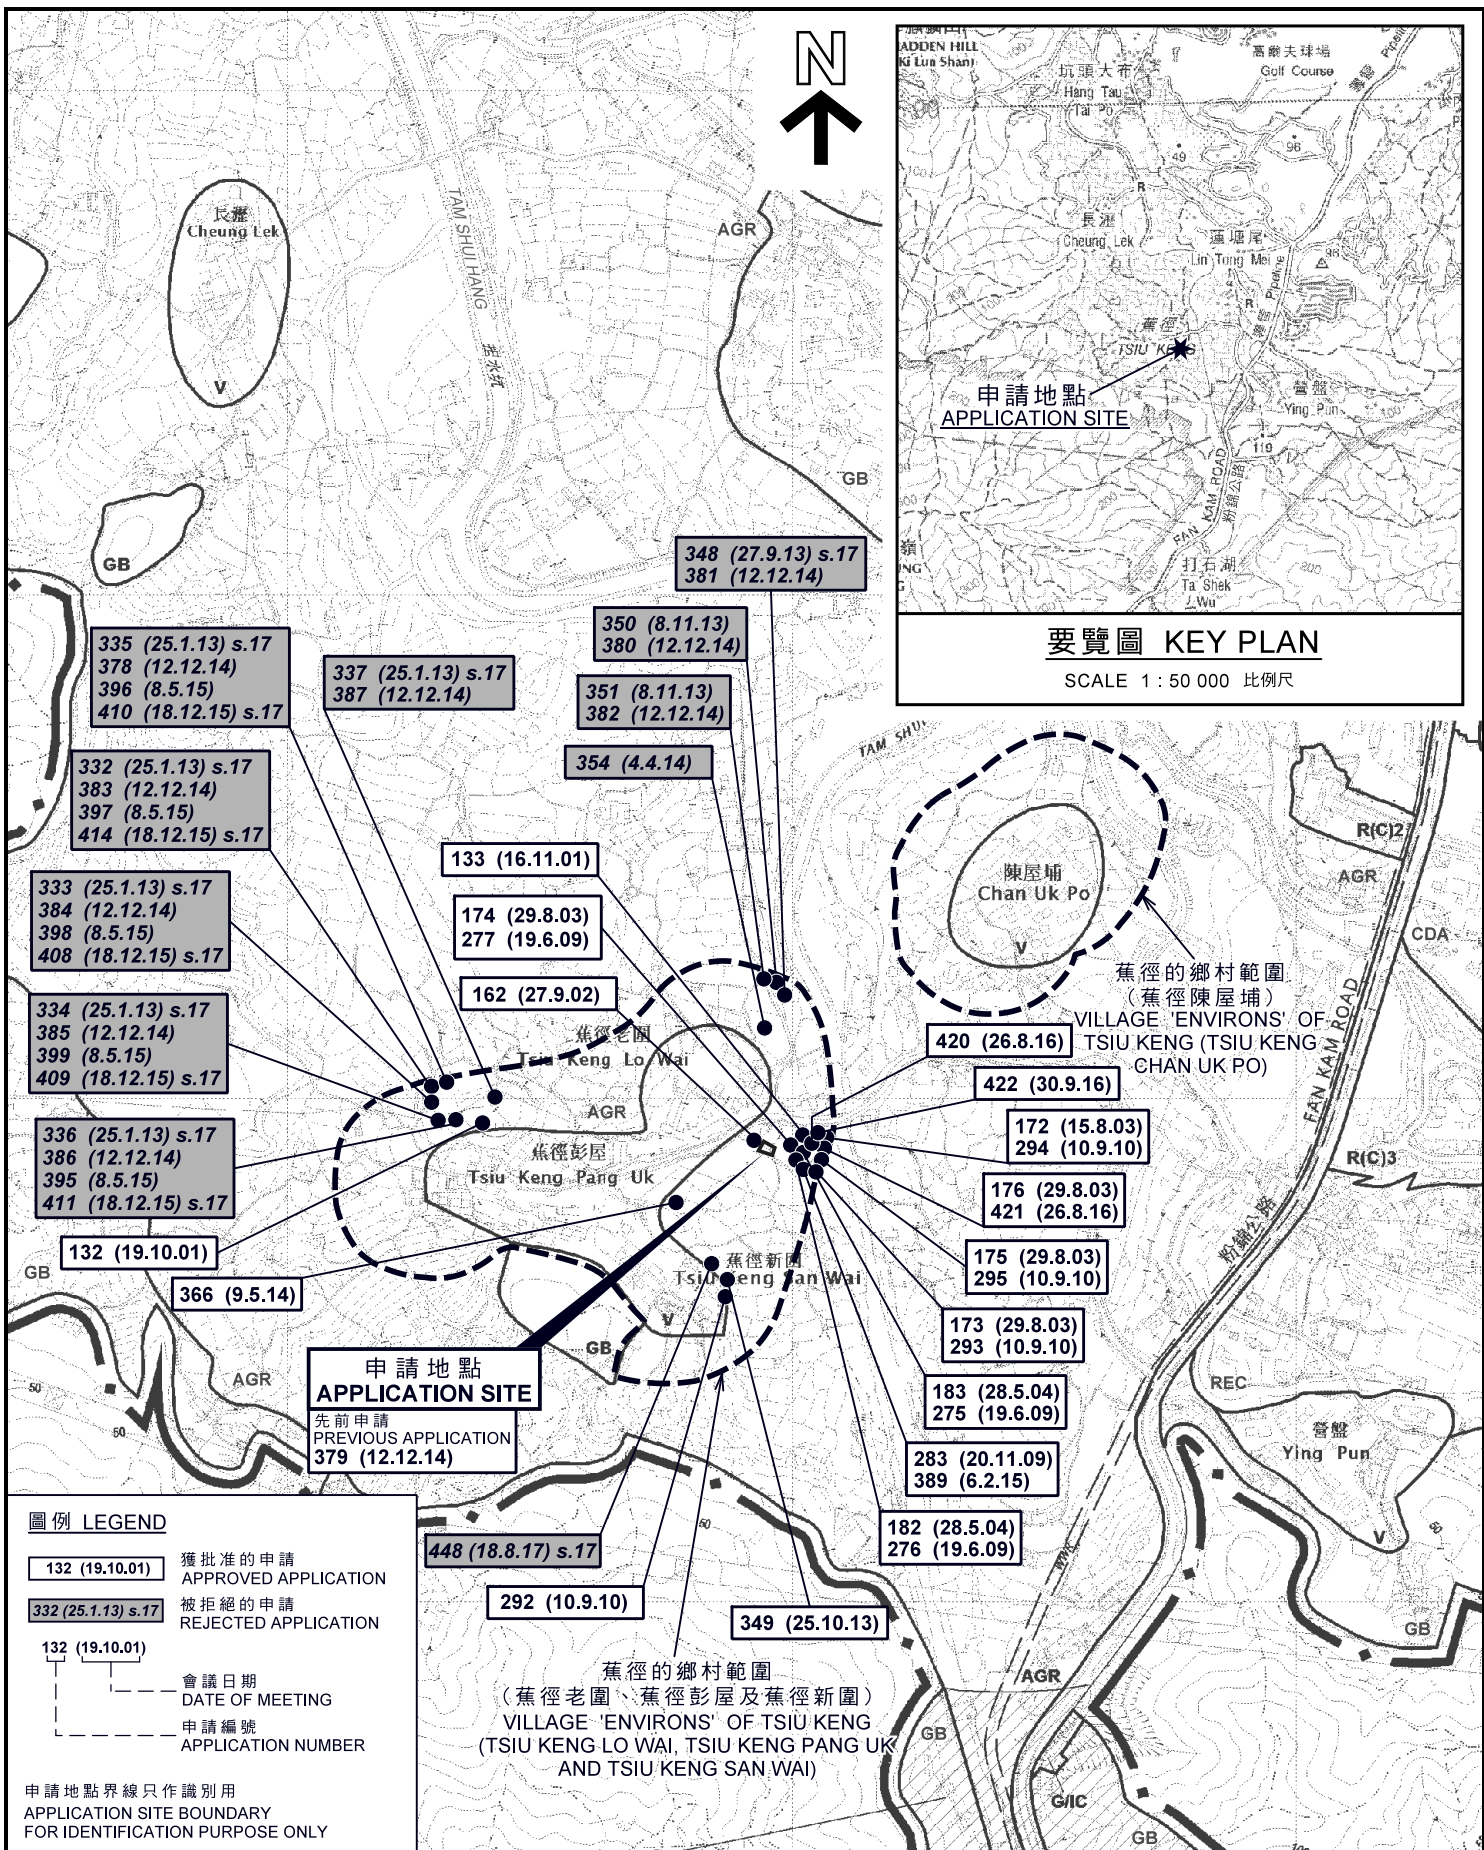 N
長瀝
Cheung Lek
V
TAM SHUI HANG
担水坑
AGR
GB
GB
ADDEN HILL
Ki Lun Shan)
坑頭大布
Hang Tau
Tai Po
高爾夫球場
Golf Course
49
96
R
長瀝
Cheung Lek
蓮塘尾
Lin Tong Mei
R
蕉徑
TSIU KENG
申請地點
APPLICATION SITE
營盤
Ying Pun
119
FAN KAM ROAD
粉錦公路
打石湖
Ta Shek
Wu
要覽圖 KEY PLAN
SCALE 1 : 50 000 比例尺
348 (27.9.13) s.17
381 (12.12.14)
350 (8.11.13)
380 (12.12.14)
351 (8.11.13)
382 (12.12.14)
354 (4.4.14)
335 (25.1.13) s.17
378 (12.12.14)
396 (8.5.15)
410 (18.12.15) s.17
337 (25.1.13) s.17
387 (12.12.14)
332 (25.1.13) s.17
383 (12.12.14)
397 (8.5.15)
414 (18.12.15) s.17
333 (25.1.13) s.17
384 (12.12.14)
398 (8.5.15)
408 (18.12.15) s.17
334 (25.1.13) s.17
385 (12.12.14)
399 (8.5.15)
409 (18.12.15) s.17
336 (25.1.13) s.17
386 (12.12.14)
395 (8.5.15)
411 (18.12.15) s.17
133 (16.11.01)
174 (29.8.03)
277 (19.6.09)
162 (27.9.02)
132 (19.10.01)
366 (9.5.14)
TAM SHUI
陳屋埔
Chan Uk Po
V
R(C)2
AGR
CDA
蕉徑的鄉村範圍
（蕉徑陳屋埔）
VILLAGE 'ENVIRONS' OF
TSIU KENG (TSIU KENG
CHAN UK PO)
FAN KAM ROAD
粉錦公路
R(C)3
蕉徑老圍
Tsiu Keng Lo Wai
AGR
蕉徑彭屋
Tsiu Keng Pang Uk
蕉徑新圍
Tsiu Keng San Wai
V
GB
GB
AGR
420 (26.8.16)
422 (30.9.16)
172 (15.8.03)
294 (10.9.10)
176 (29.8.03)
421 (26.8.16)
175 (29.8.03)
295 (10.9.10)
173 (29.8.03)
293 (10.9.10)
183 (28.5.04)
275 (19.6.09)
283 (20.11.09)
389 (6.2.15)
182 (28.5.04)
276 (19.6.09)
申請地點
APPLICATION SITE
先前申請
PREVIOUS APPLICATION
379 (12.12.14)
REC
營盤
Ying Pun
V
50
50
50
50
448 (18.8.17) s.17
292 (10.9.10)
349 (25.10.13)
蕉徑的鄉村範圍
（蕉徑老圍、蕉徑彭屋及蕉徑新圍）
VILLAGE 'ENVIRONS' OF TSIU KENG
(TSIU KENG LO WAI, TSIU KENG PANG UK
AND TSIU KENG SAN WAI)
GB
AGR
GB
G/IC
GB
圖例 LEGEND
132 (19.10.01)
獲批准的申請
APPROVED APPLICATION
332 (25.1.13) s.17
被拒絕的申請
REJECTED APPLICATION
132 (19.10.01)
會議日期
DATE OF MEETING
申請編號
APPLICATION NUMBER
申請地點界線只作識別用
APPLICATION SITE BOUNDARY
FOR IDENTIFICATION PURPOSE ONLY